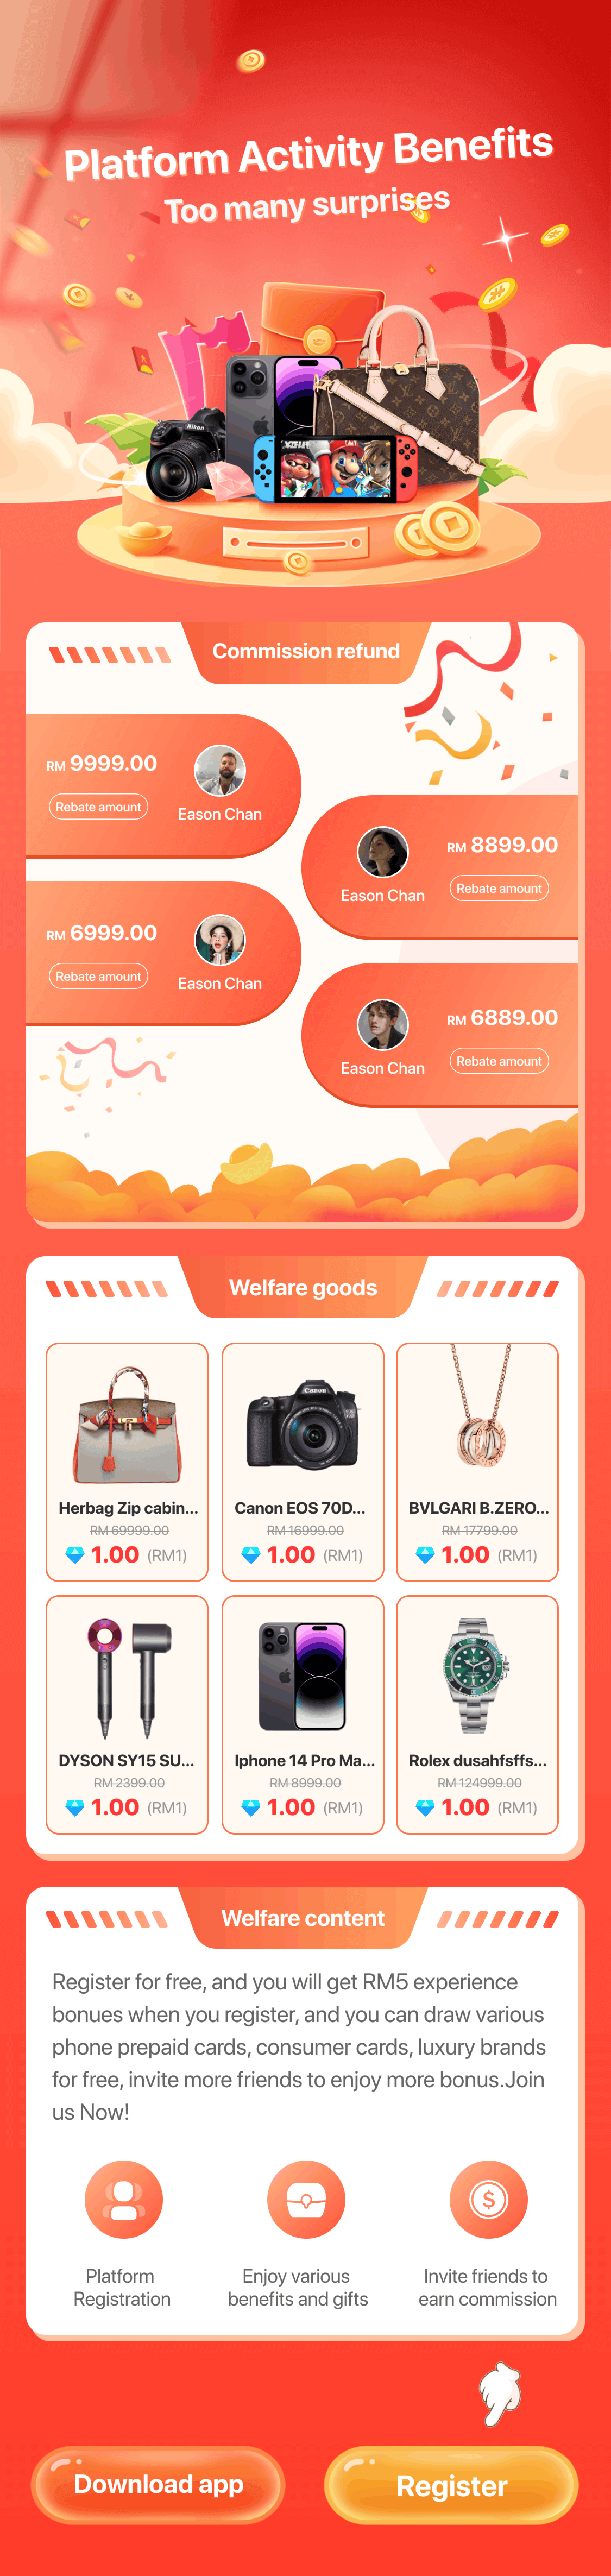 Platform Activity Benefits
Too many surprises
Nikon
Commission refund
RM 9999.00
Rebate amount
Eason Chan
RM 8899.00
Rebate amount
Eason Chan
RM 6999.00
Rebate amount
Eason Chan
RM 6889.00
Rebate amount
Eason Chan
Welfare goods
Canon
Herbag Zip cabin...
RM 69999.00
1.00 (RM1)
Canon EOS 70D...
RM 16999.00
1.00 (RM1)
BVLGARI B.ZERO...
RM 17799.00
1.00 (RM1)
DYSON SY15 SU...
RM 2399.00
1.00 (RM1)
Iphone 14 Pro Ma...
RM 8999.00
1.00 (RM1)
Rolex dusahfsffs...
RM 124999.00
1.00 (RM1)
Welfare content
Register for free, and you will get RM5 experience
bonues when you register, and you can draw various
phone prepaid cards, consumer cards, luxury brands
for free, invite more friends to enjoy more bonus.Join
us Now!
Platform
Registration
Enjoy various
benefits and gifts
Invite friends to
earn commission
Download app
Register